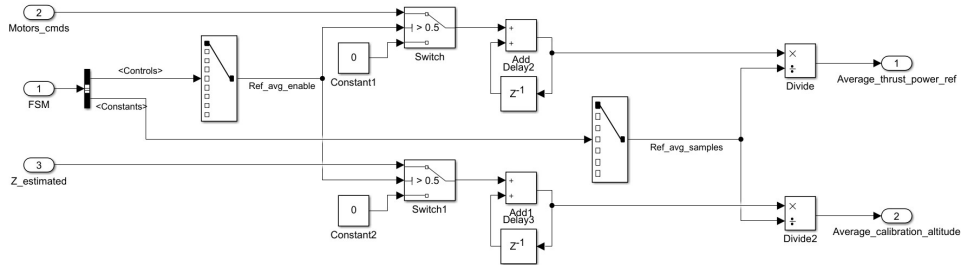 2
Motors_cmds
> 0.5
Switch
+
+
Add
Delay2
Z-1
0
Constant1
<Controls>
1
FSM
<Constants>
Ref_avg_enable
×
÷
Divide
1
Average_thrust_power_ref
Ref_avg_samples
3
Z_estimated
> 0.5
Switch1
0
Constant2
+
+
Add1
Delay3
Z-1
×
÷
Divide2
2
Average_calibration_altitude